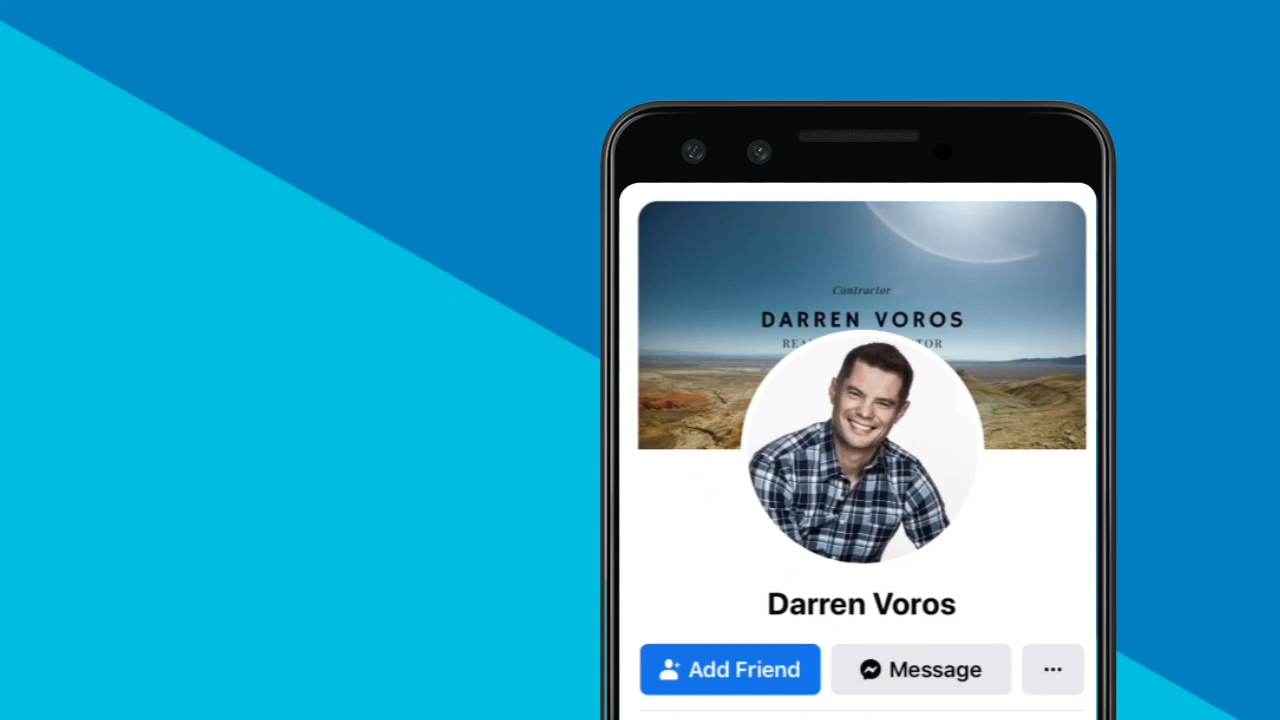 Contractor
DARREN VOROS
Darren Voros
Add Friend
Message